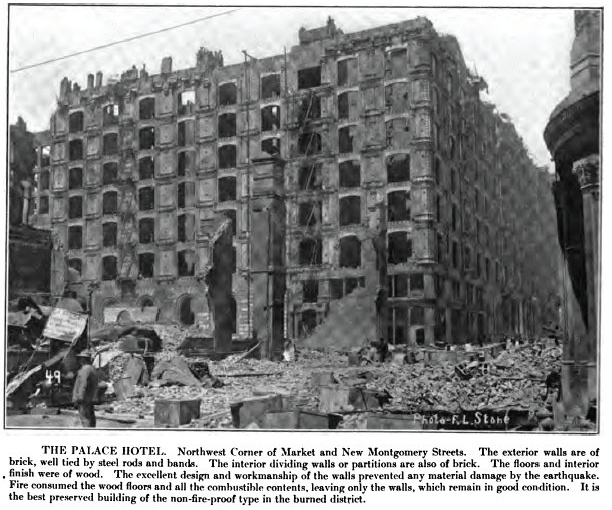 49
Photo-F.L. Stone
THE PALACE HOTEL. Northwest Corner of Market and New Montgomery Streets. The exterior walls are of
brick, well tied by steel rods and bands. The interior dividing walls or partitions are also of brick. The floors and interior
finish were of wood. The excellent design and workmanship of the walls prevented any material damage by the earthquake.
Fire consumed the wood floors and all the combustible contents, leaving only the walls, which remain in good condition. It is
the best preserved building of the non-fire-proof type in the burned district.